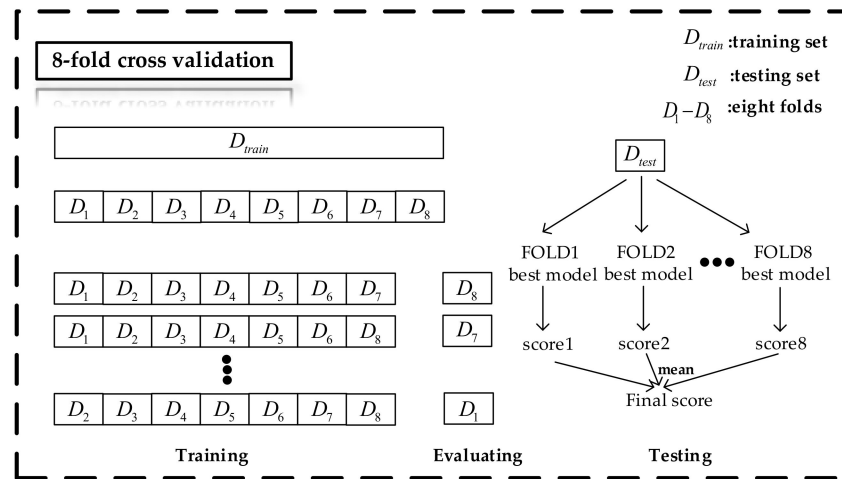 8-fold cross validation
D_train :training set
D_test :testing set
D_1-D_8 :eight folds
D_train
D_1 D_2 D_3 D_4 D_5 D_6 D_7 D_8
D_1 D_2 D_3 D_4 D_5 D_6 D_7 D_8
D_1 D_2 D_3 D_4 D_5 D_6 D_8 D_7
D_2 D_3 D_4 D_5 D_6 D_7 D_8 D_1
Training
Evaluating
D_test
FOLD1 best model
FOLD2 best model
FOLD8 best model
score1 score2 score8
mean
Final score
Testing